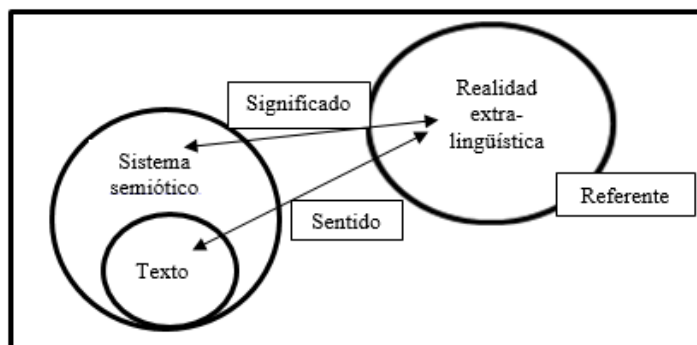 Significado
Realidad
extra-
lingüística
Sistema
semiótico
Referente
Sentido
Texto